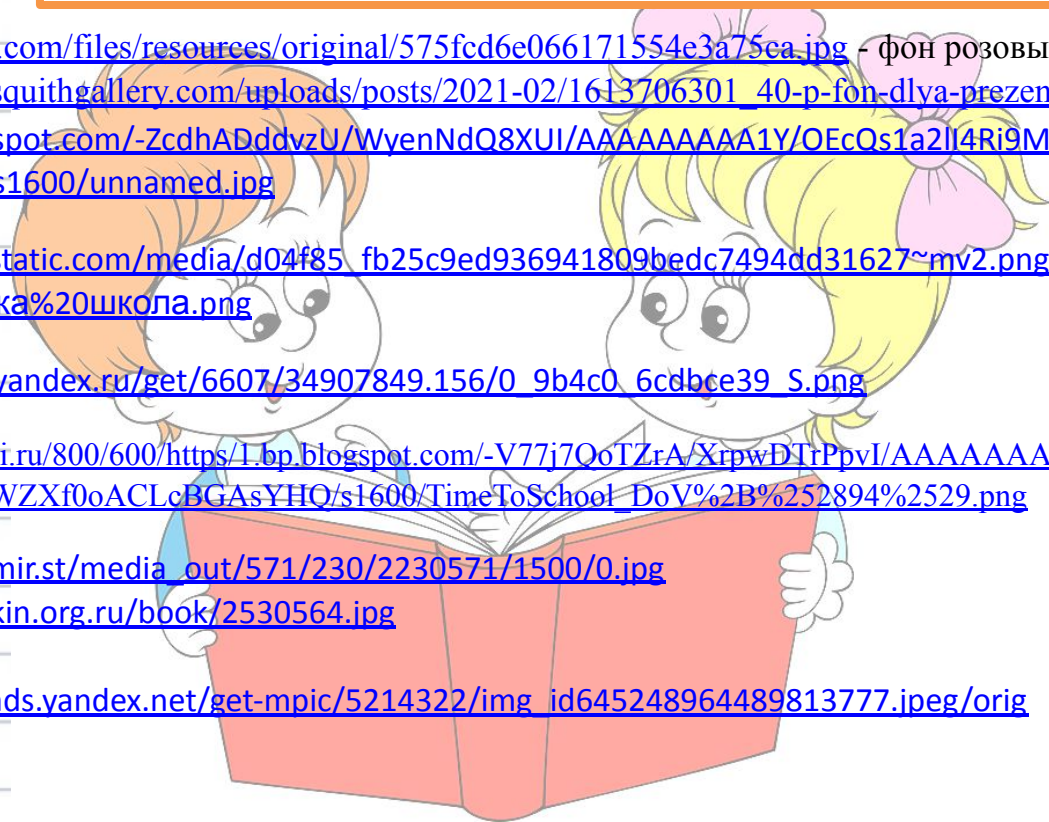 .com/files/resources/original/575fcd6e066171554e3a75ca.jpg - фон розовы
squithgallery.com/uploads/posts/2021-02/1613706301_40-p-fon-dlya-prezen
spot.com/-ZcdhADddvzU/WyenNdQ8XUI/AAAAAAAAA1Y/OEcQs1a2lI4Ri9M
s1600/unnamed.jpg
static.com/media/d04f85_fb25c9ed936941809bedc7494dd31627~mv2.png
ка%20школа.png
yandex.ru/get/6607/34907849.156/0_9b4c0_6cdbce39_S.png
i.ru/800/600/https/1.bp.blogspot.com/-V77j7QoTZrA/XrpwDTrPpvI/AAAAAAA
WZXf0oACLcBGAsYHQ/s1600/TimeToSchool_DoV%2B%252894%2529.png
mir.st/media_out/571/230/2230571/1500/0.jpg
kin.org.ru/book/2530564.jpg
ds.yandex.net/get-mpic/5214322/img_id645248964489813777.jpeg/orig